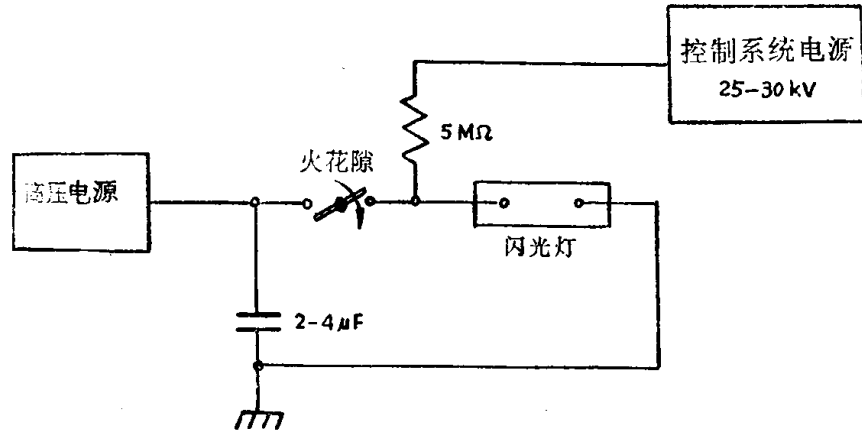 控制系统电源
25-30 kV
5 MΩ
火花隙
高压电源
闪光灯
2-4 μF